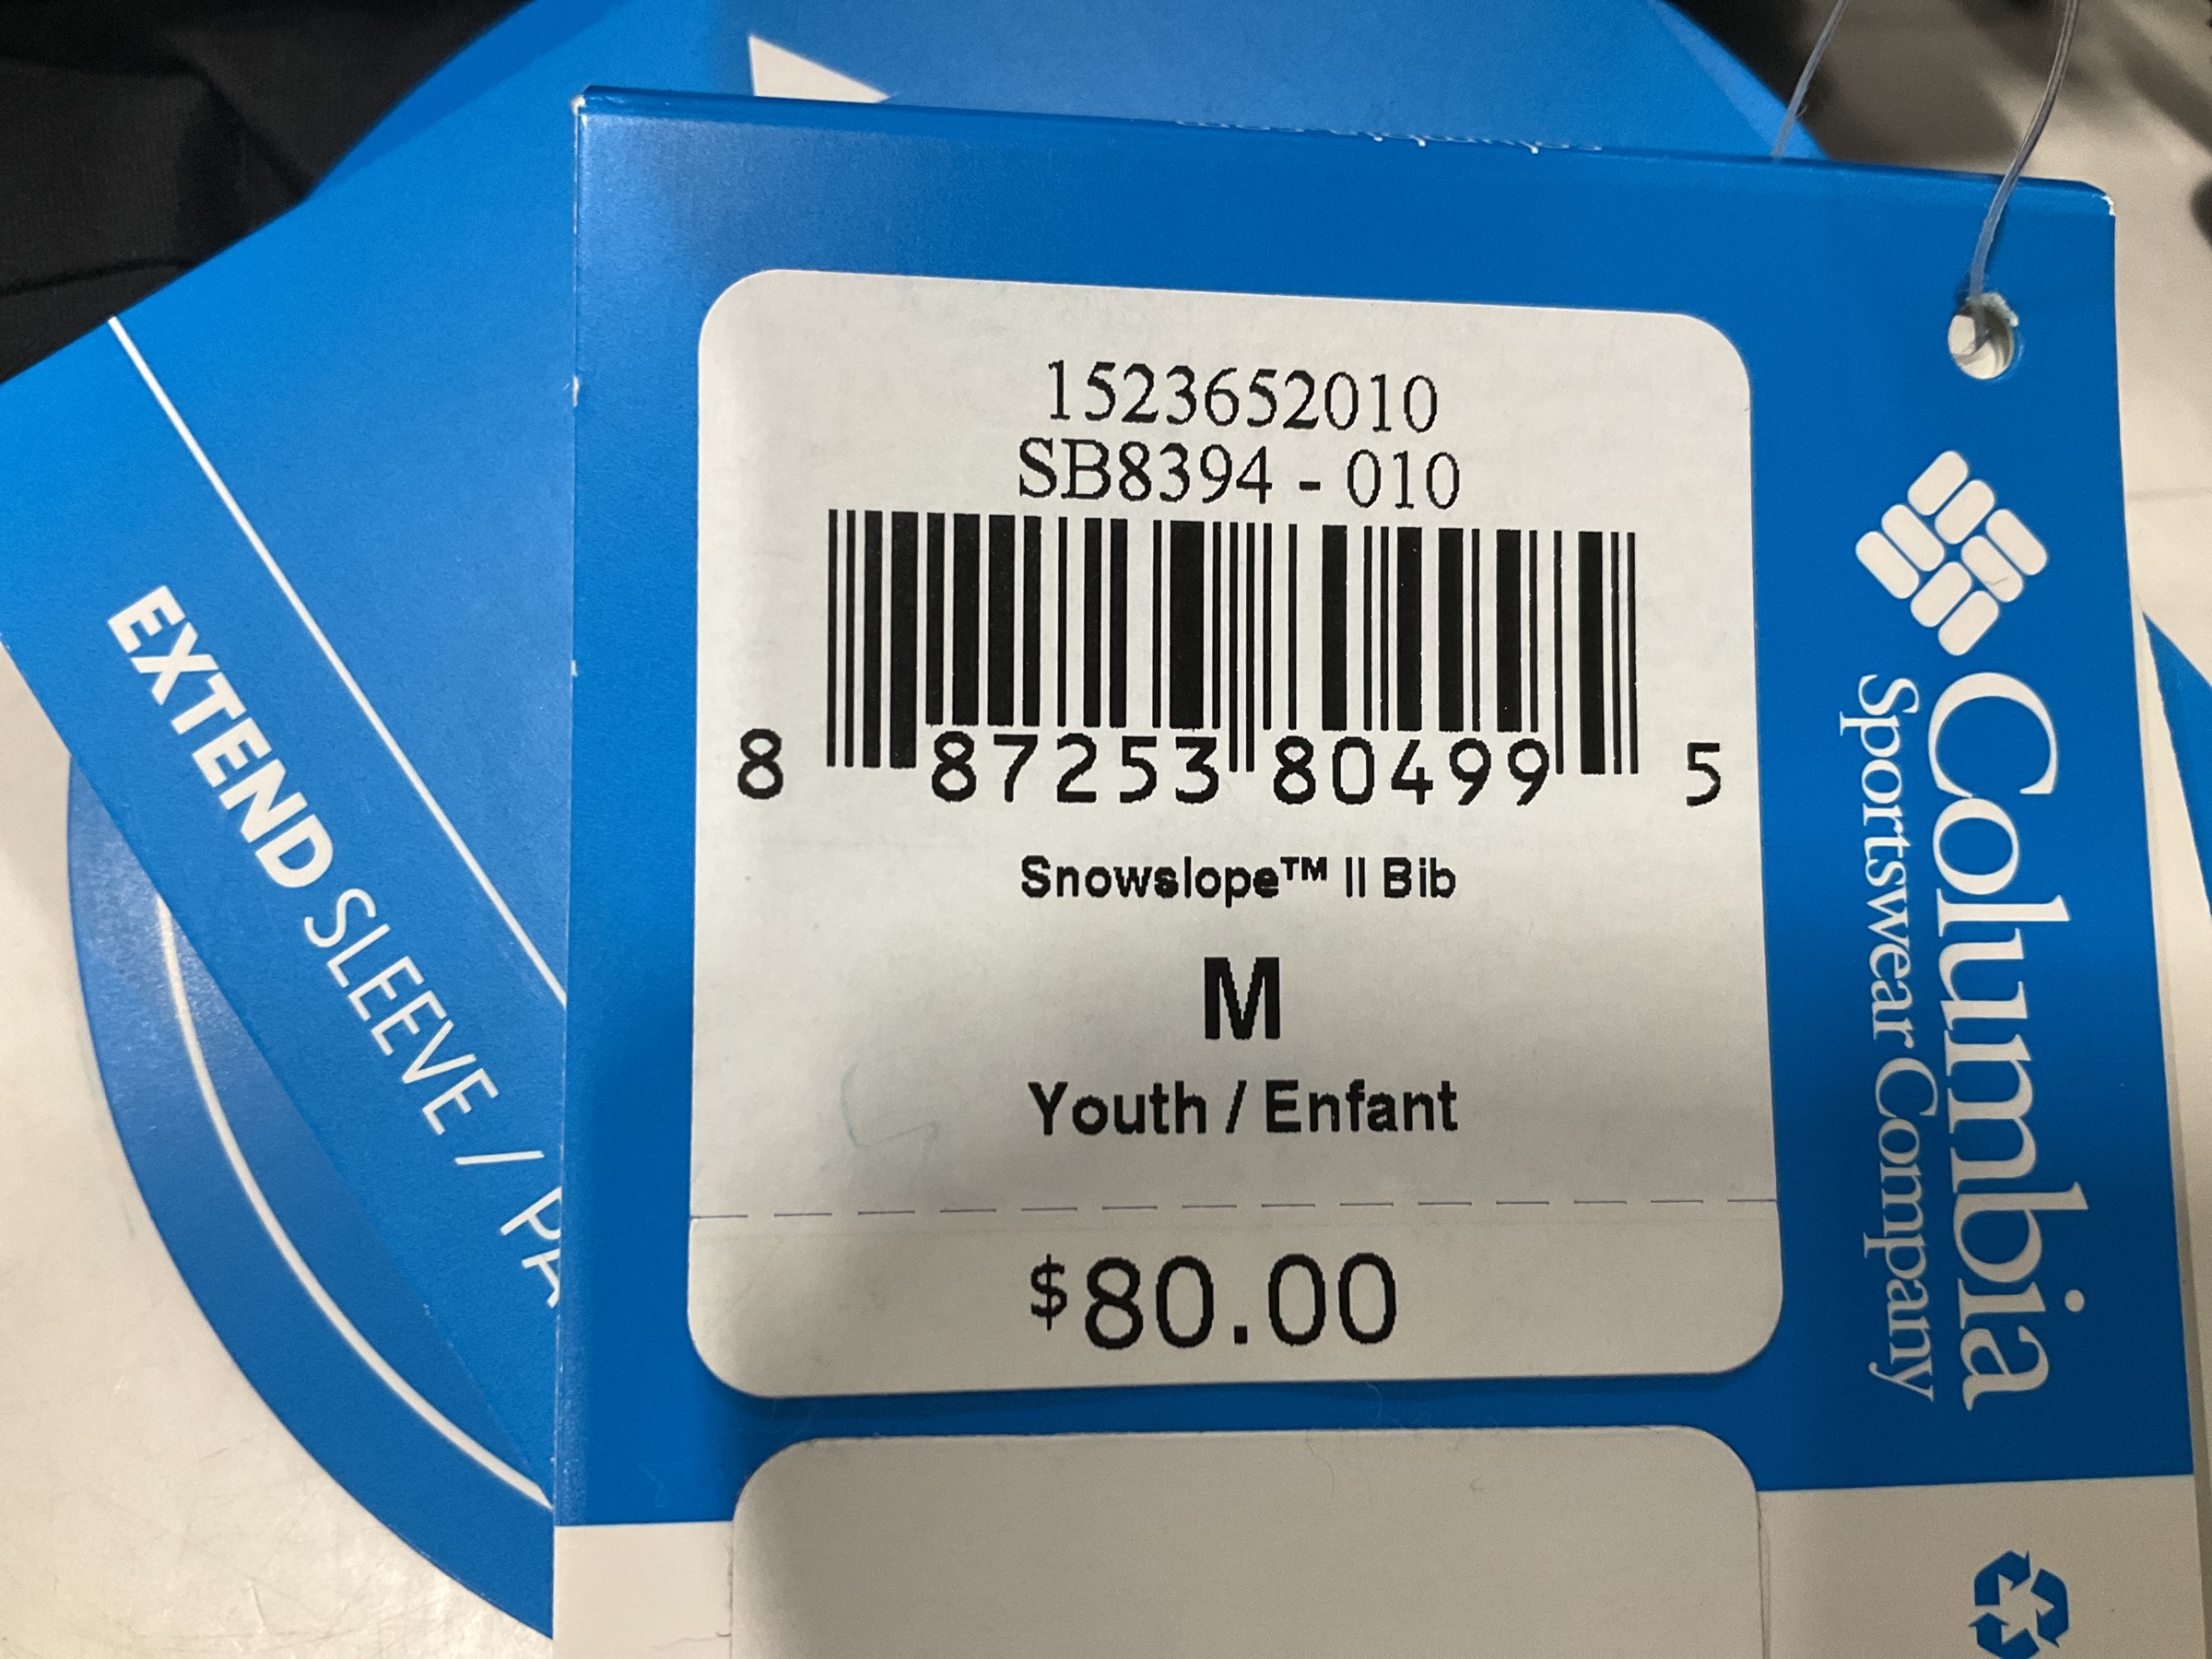 1523652010
SB8394 - 010
8 87253 80499 5
Snowslope™ II Bib
M
Youth / Enfant
$80.00
Columbia
Sportswear Company
EXTEND SLEEVE / PA